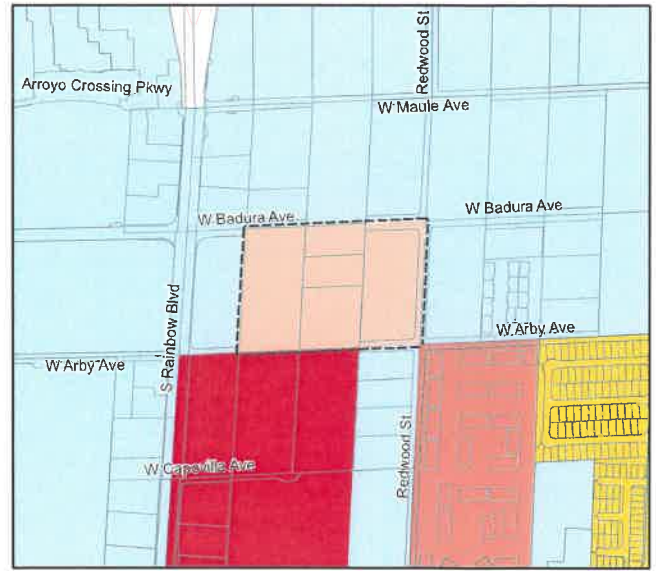 Redwood St
Arroyo Crossing Pkwy
W Maule Ave
W Badura Ave
W Badura Ave
S Rainbow Blvd
W Arby Ave
W Arby Ave
W Capovilla Ave
Redwood St